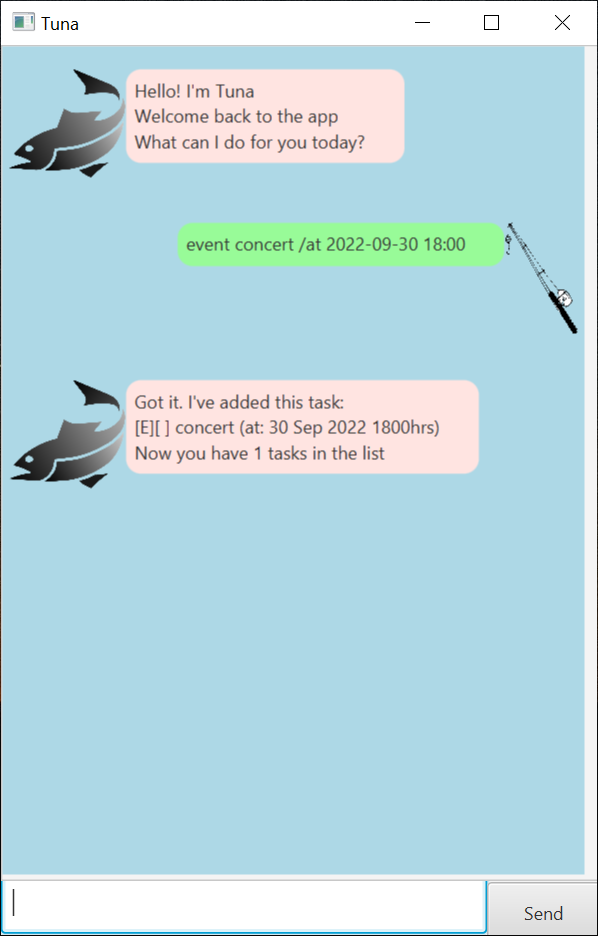 Tuna
Hello! I'm Tuna
Welcome back to the app
What can I do for you today?
event concert /at 2022-09-30 18:00
Got it. I've added this task:
[E][ ] concert (at: 30 Sep 2022 1800hrs)
Now you have 1 tasks in the list
Send